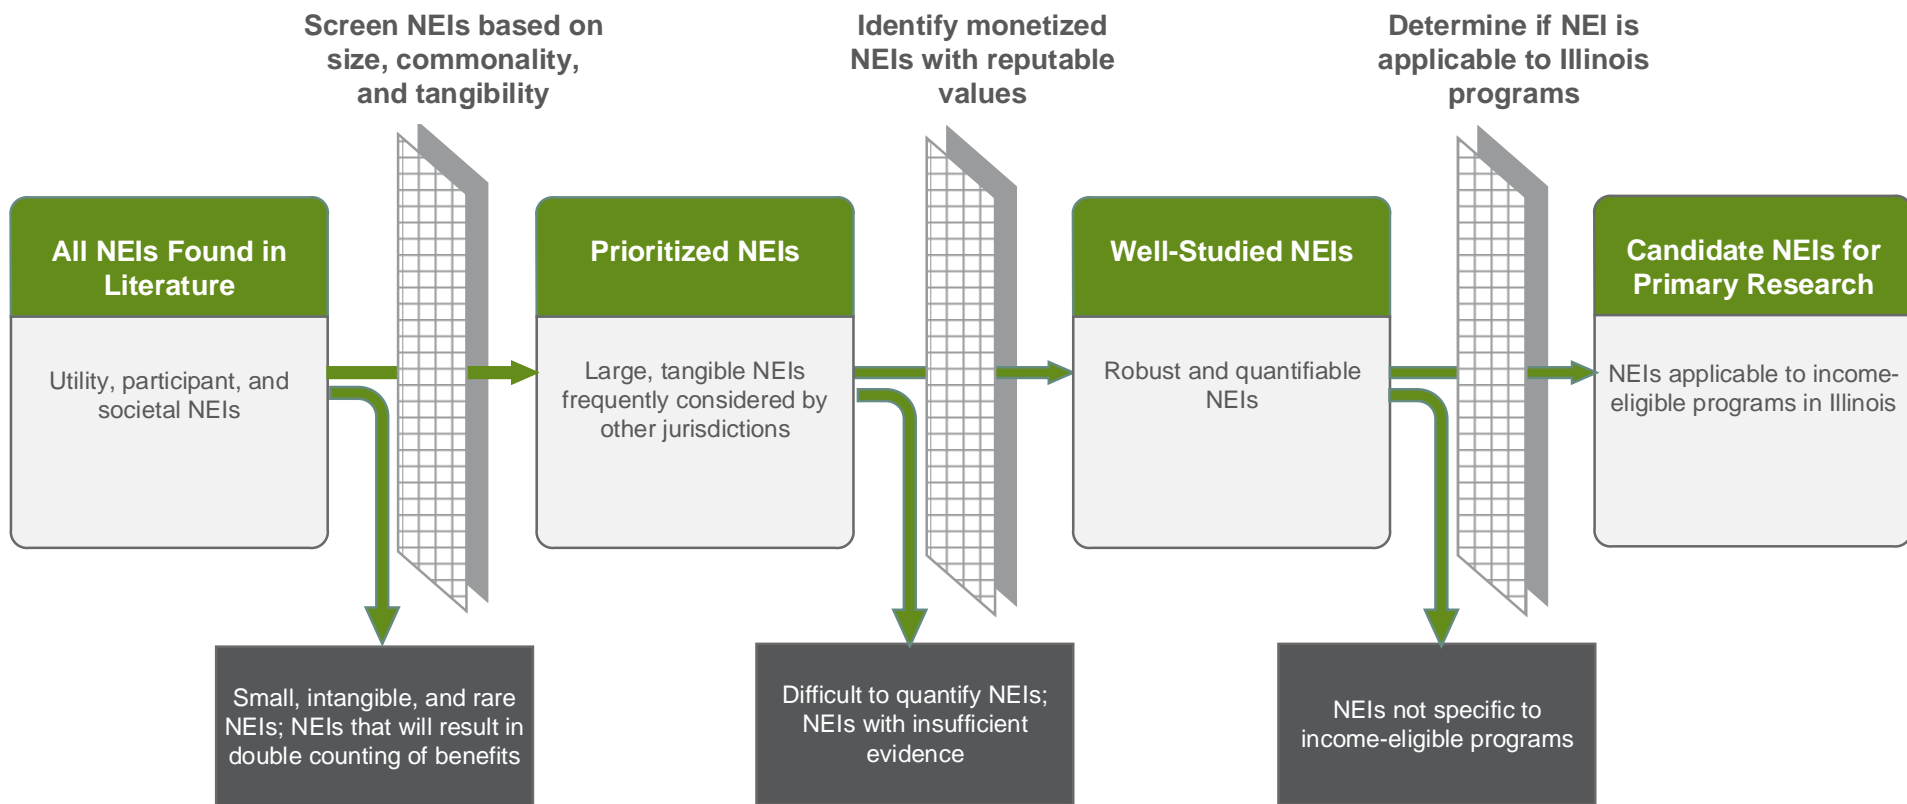 Screen NEIs based on
size, commonality,
and tangibility
Identify monetized
NEIs with reputable
values
Determine if NEI is
applicable to Illinois
programs
All NEIs Found in
Literature
Utility, participant, and
societal NEIs
Prioritized NEIs
Large, tangible NEIs
frequently considered by
other jurisdictions
Well-Studied NEIs
Robust and quantifiable
NEIs
Candidate NEIs for
Primary Research
NEIs applicable to income-
eligible programs in Illinois
Small, intangible, and rare
NEIs; NEIs that will result in
double counting of benefits
Difficult to quantify NEIs;
NEIs with insufficient
evidence
NEIs not specific to
income-eligible programs